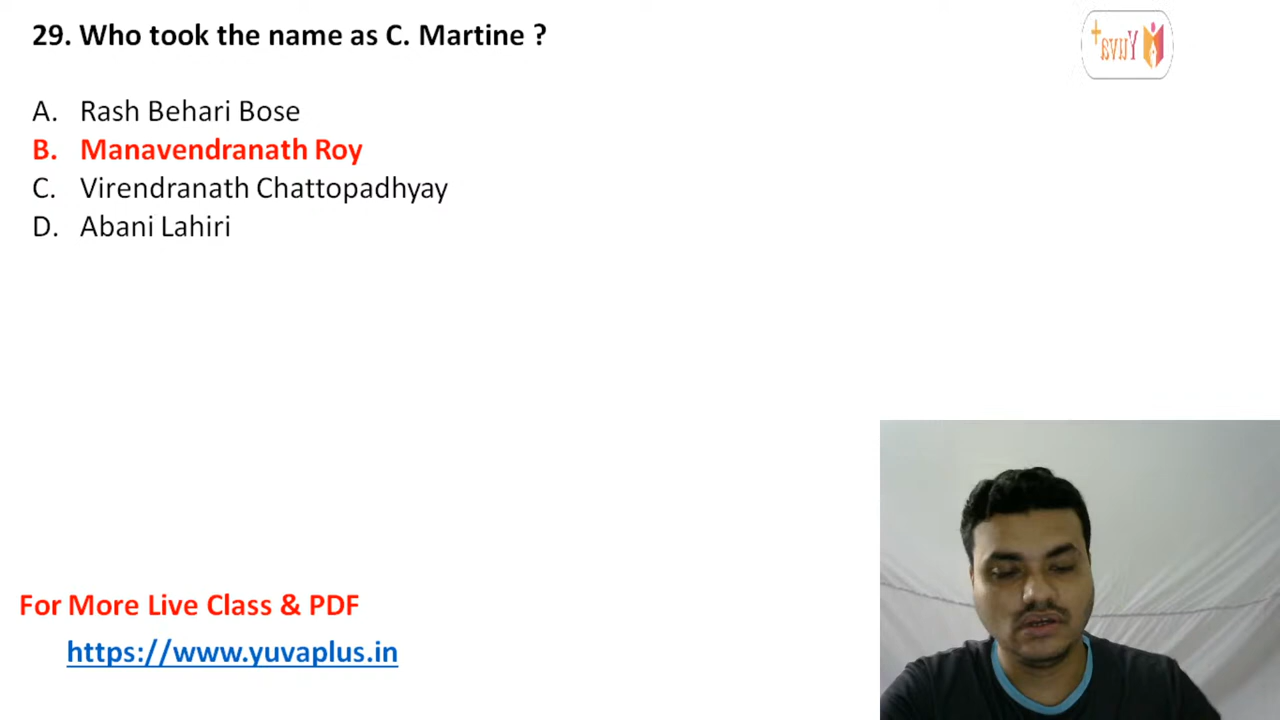 29. Who took the name as C. Martine ?
Yuva+
A. Rash Behari Bose
B. Manavendranath Roy
C. Virendranath Chattopadhyay
D. Abani Lahiri
For More Live Class & PDF
https://www.yuvaplus.in